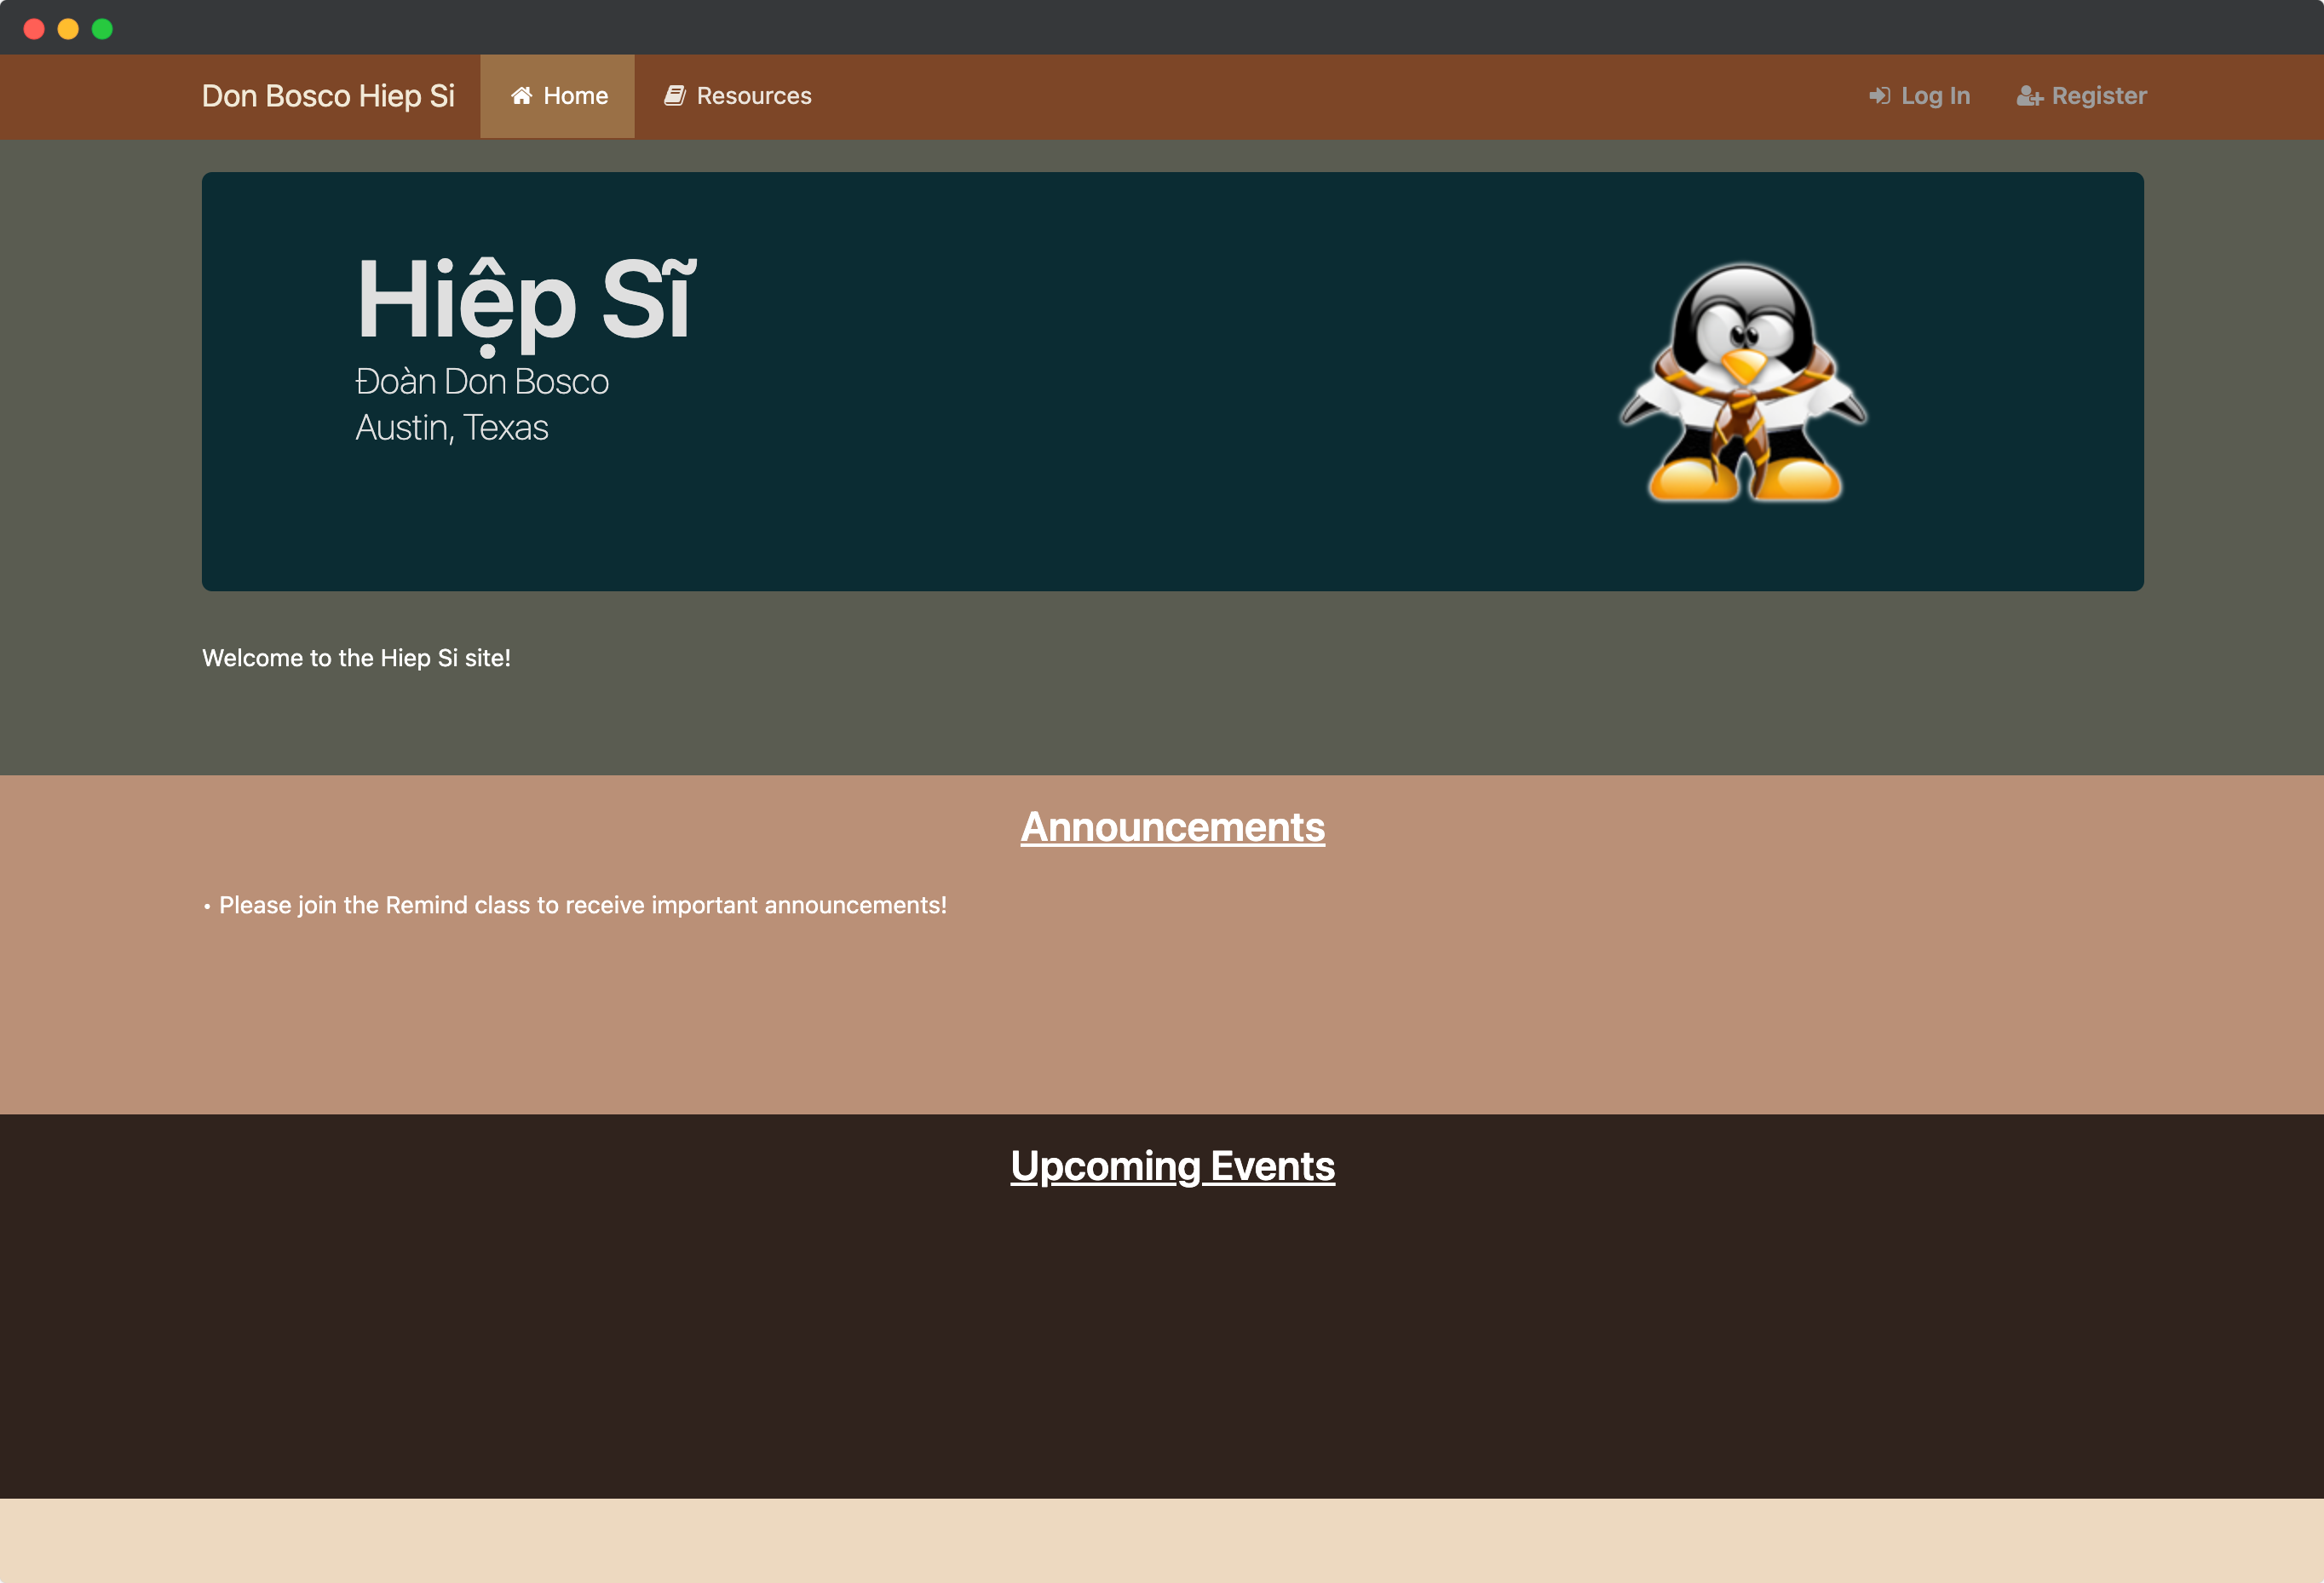 Don Bosco Hiep Si Home Resources Log In Register
Hiệp Sĩ
Đoàn Don Bosco
Austin, Texas
Welcome to the Hiep Si site!
Announcements
• Please join the Remind class to receive important announcements!
Upcoming Events